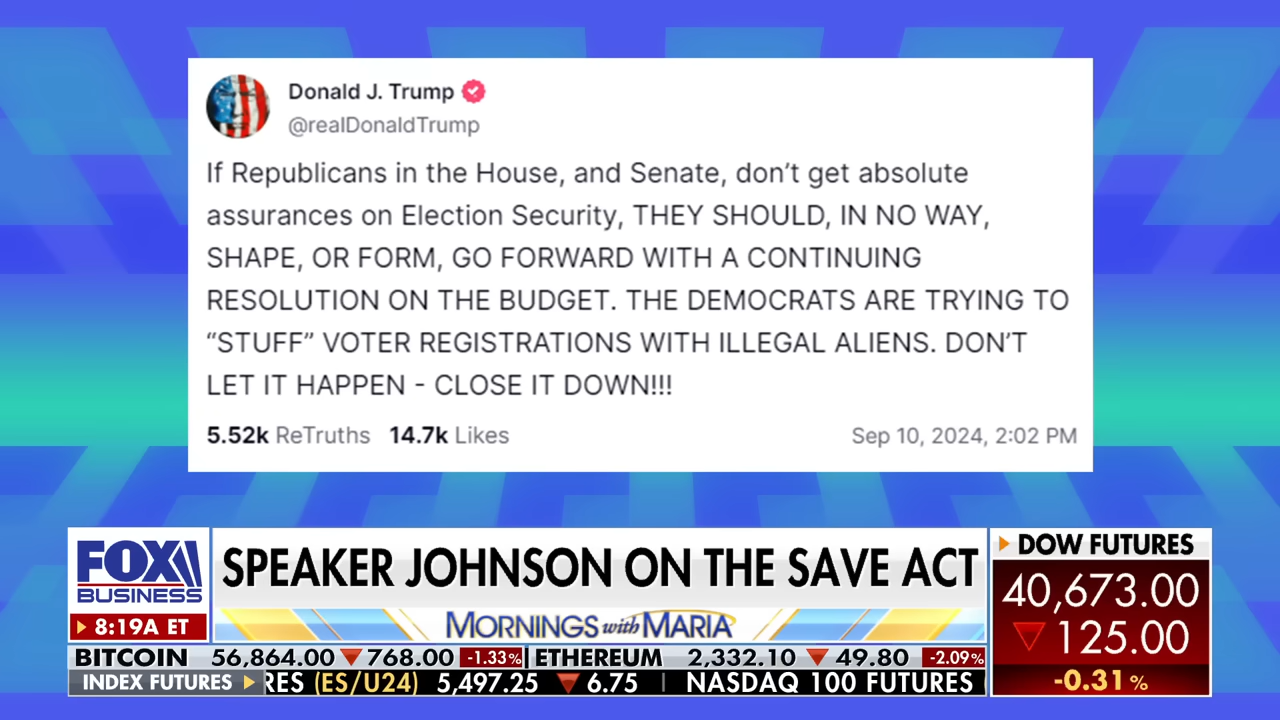 Donald J. Trump
@realDonaldTrump
If Republicans in the House, and Senate, don’t get absolute
assurances on Election Security, THEY SHOULD, IN NO WAY,
SHAPE, OR FORM, GO FORWARD WITH A CONTINUING
RESOLUTION ON THE BUDGET. THE DEMOCRATS ARE TRYING TO
“STUFF” VOTER REGISTRATIONS WITH ILLEGAL ALIENS. DON’T
LET IT HAPPEN - CLOSE IT DOWN!!!
5.52k ReTruths 14.7k Likes
Sep 10, 2024, 2:02 PM
FOX
BUSINESS
8:19A ET
SPEAKER JOHNSON ON THE SAVE ACT
MORNINGS with MARIA
DOW FUTURES
40,673.00
125.00
-0.31%
BITCOIN 56,864.00 768.00 -1.33% ETHEREUM 2,332.10 49.80 -2.09%
INDEX FUTURES RES (ES/U24) 5,497.25 6.75 | NASDAQ 100 FUTURES